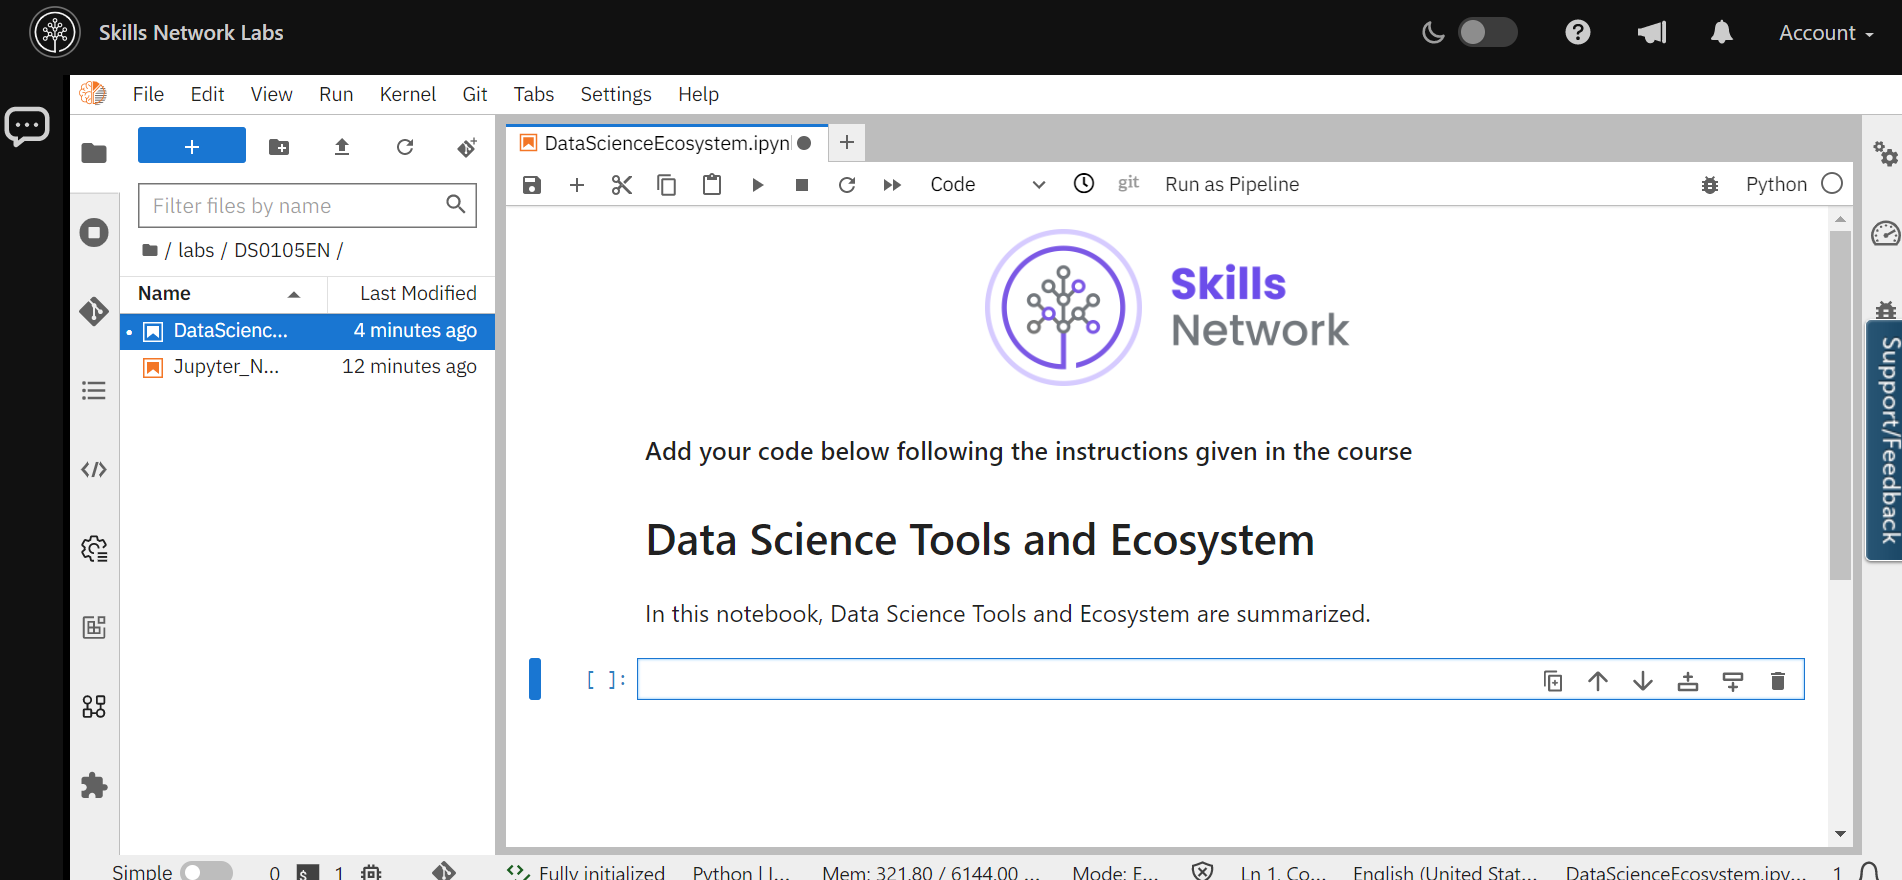 Skills Network Labs
Account
File Edit View Run Kernel Git Tabs Settings Help
DataScienceEcosystem.ipyn
Filter files by name
Code
git
Run as Pipeline
Python
/ labs / DS0105EN /
Name Last Modified
DataScienc... 4 minutes ago
Jupyter_N... 12 minutes ago
Skills
Network
Add your code below following the instructions given in the course
Data Science Tools and Ecosystem
In this notebook, Data Science Tools and Ecosystem are summarized.
[ ]:
Support/Feedback
Simple 0 $_ 1 Fully initialized Python | I... Mem: 321.80 / 6144.00 ... Mode: E... Ln 1, Co... English (United Stat... DataScienceEcosystem.ipy... 1